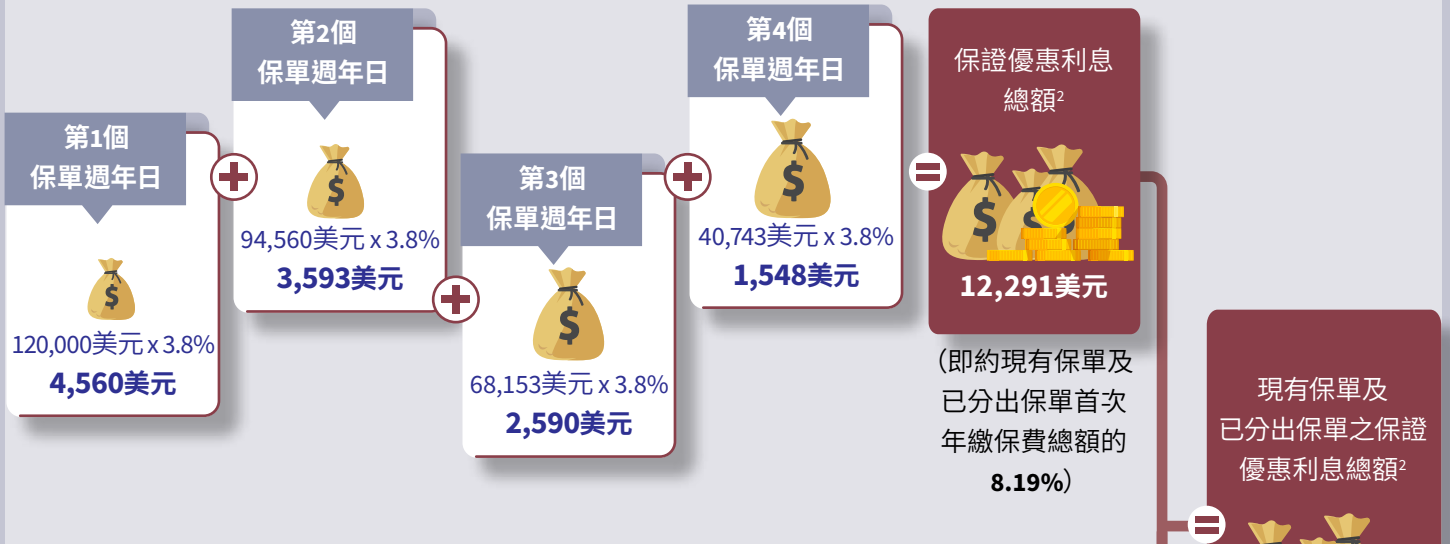 第1個
保單週年日
120,000美元 x 3.8%
4,560美元
第2個
保單週年日
94,560美元 x 3.8%
3,593美元
第3個
保單週年日
68,153美元 x 3.8%
2,590美元
第4個
保單週年日
40,743美元 x 3.8%
1,548美元
保證優惠利息
總額2
12,291美元
（即約現有保單及
已分出保單首次
年繳保費總額的
8.19%）
現有保單及
已分出保單之保證
優惠利息總額2